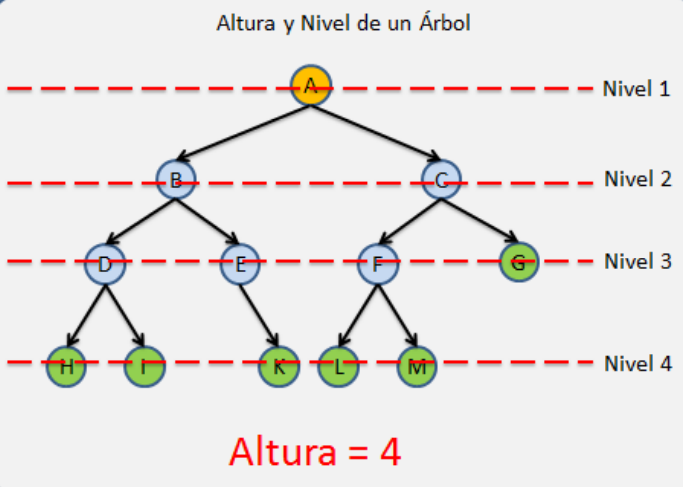 Altura y Nivel de un Árbol
A
Nivel 1
B
C
Nivel 2
D
E
F
G
Nivel 3
H
I
K
L
M
Nivel 4
Altura = 4